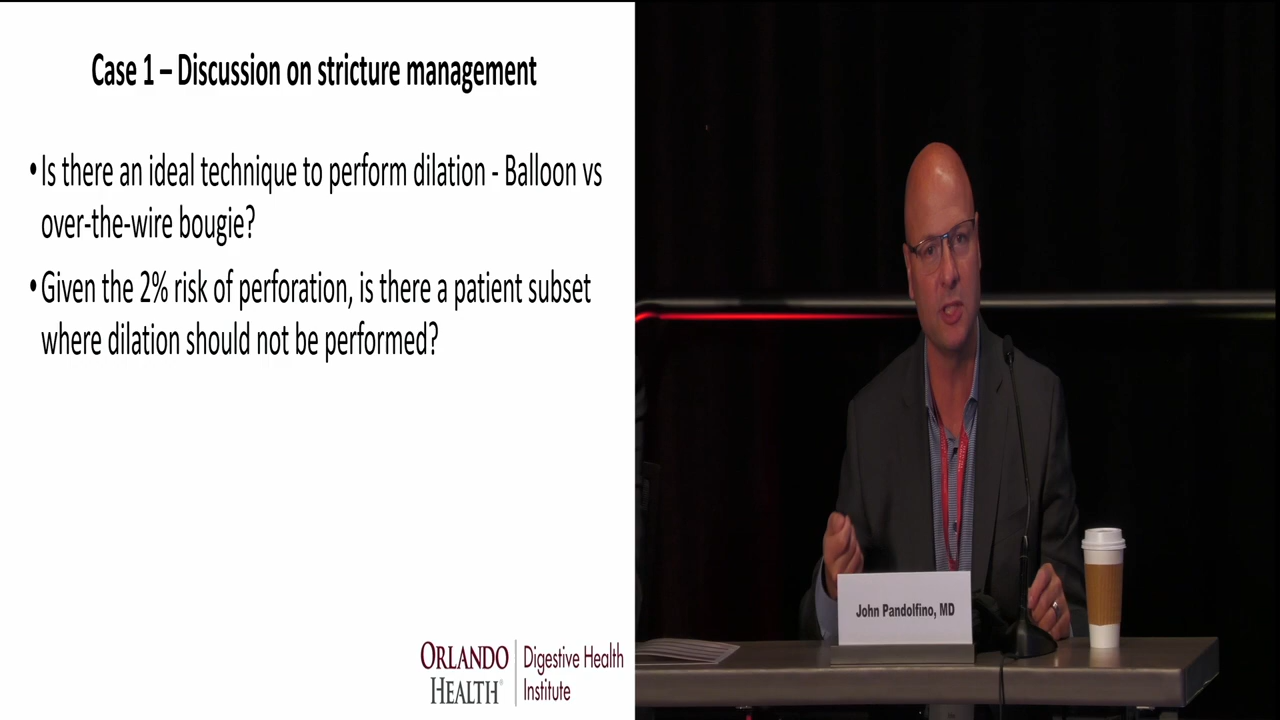 Case 1 – Discussion on stricture management
•Is there an ideal technique to perform dilation - Balloon vs
over-the-wire bougie?
•Given the 2% risk of perforation, is there a patient subset
where dilation should not be performed?
ORLANDO
HEALTH®
Digestive Health
Institute
John Pandolfino, MD